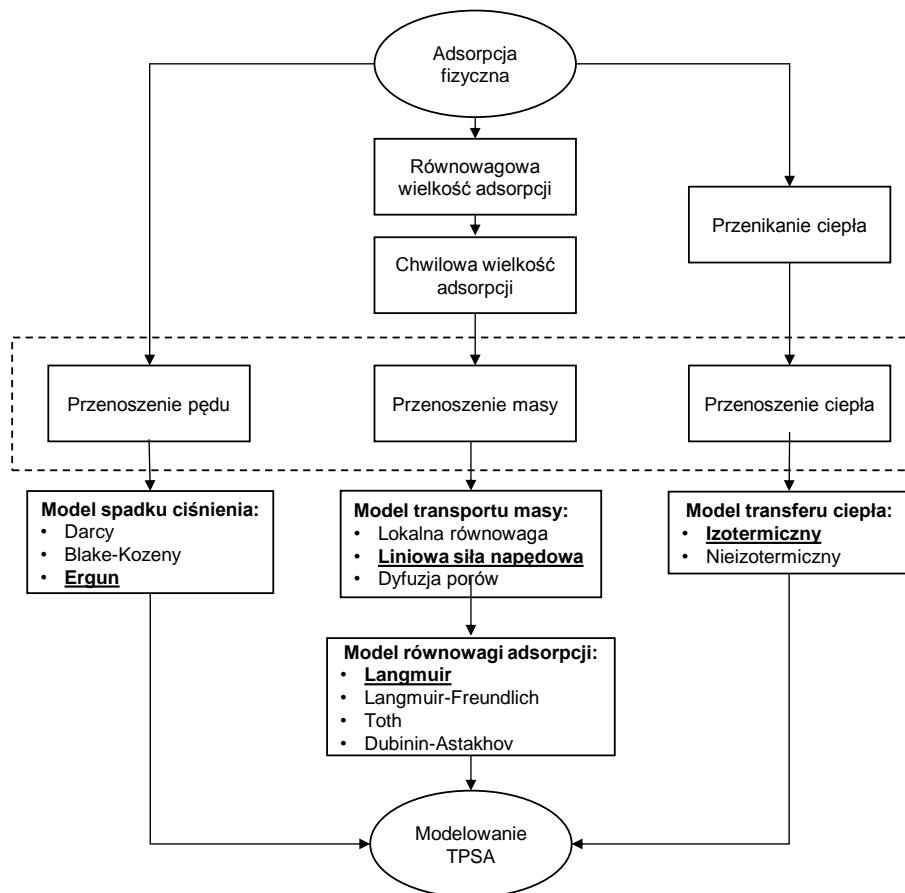 Adsorpcja
fizyczna
Równowagowa
wielkość adsorpcji
Przenikanie ciepła
Chwilowa wielkość
adsorpcji
Przenoszenie pędu
Przenoszenie masy
Przenoszenie ciepła
Model spadku ciśnienia:
• Darcy
• Blake-Kozeny
• Ergun
Model transportu masy:
• Lokalna równowaga
• Liniowa siła napędowa
• Dyfuzja porów
Model transferu ciepła:
• Izotermiczny
• Nieizotermiczny
Model równowagi adsorpcji:
• Langmuir
• Langmuir-Freundlich
• Toth
• Dubinin-Astakhov
Modelowanie
TPSA